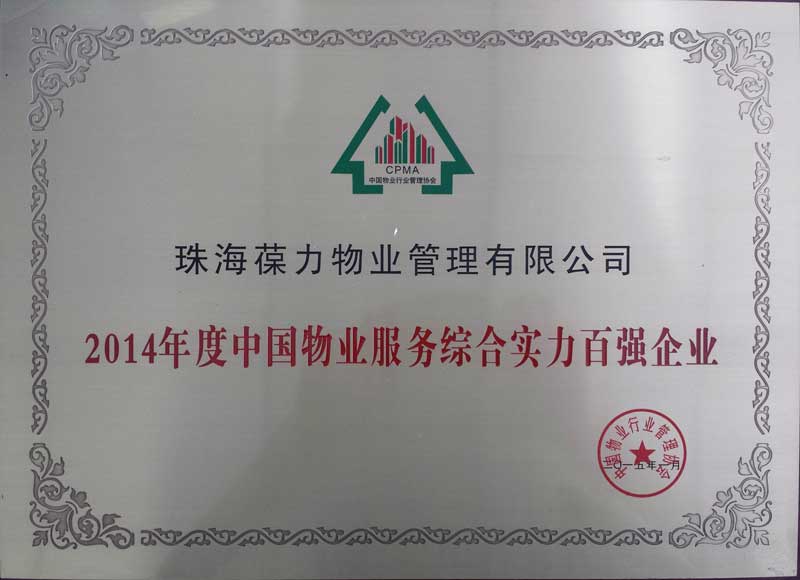 CPMA
中国物业行业管理协会
珠海葆力物业管理有限公司
2014年度中国物业服务综合实力百强企业
中国物业行业管理协会
二〇一五年一月